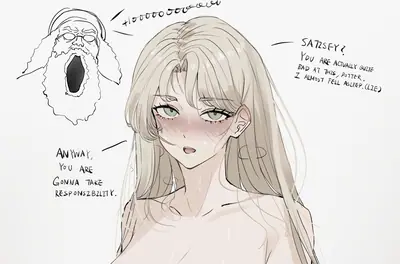 SATISFY?
YOU ARE ACTUALLY QUITE
BAD AT THIS, POTTER.
I ALMOST FELL ASLEEP. (LIE)
ANYWAY,
YOU ARE
GONNA TAKE
RESPONSIBILITY.